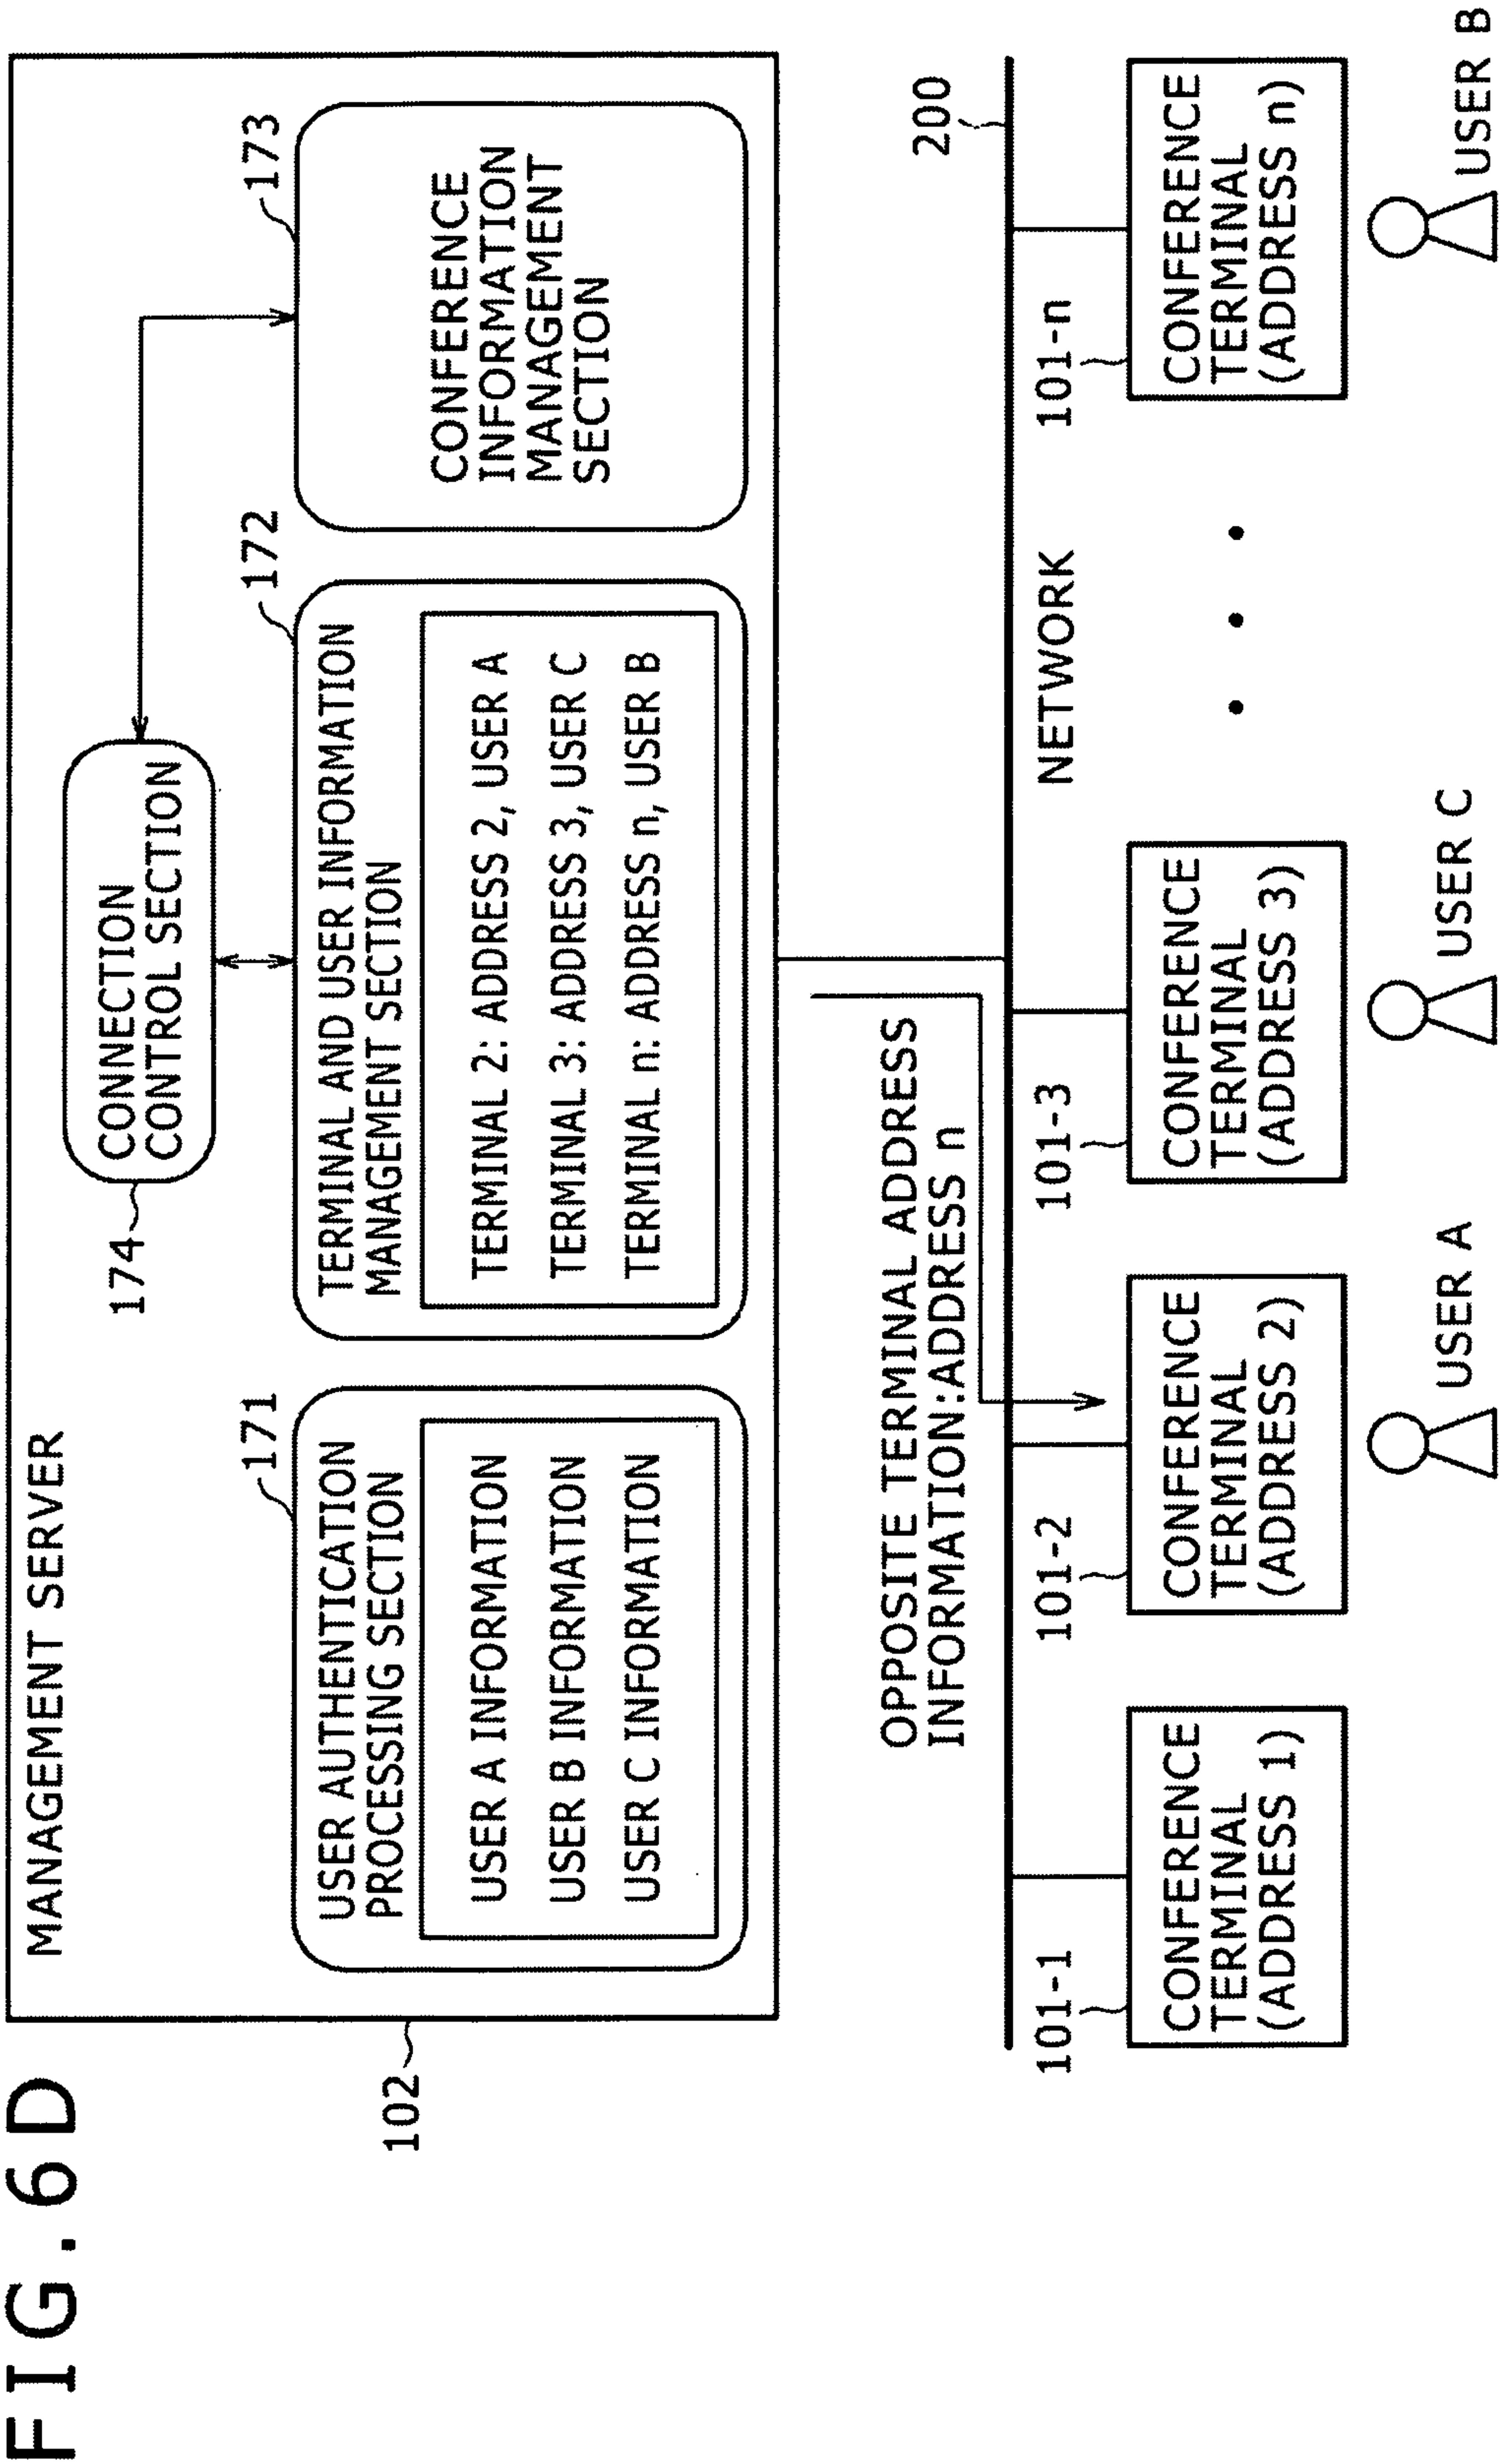 FIG. 6D
MANAGEMENT SERVER
102
174
CONNECTION
CONTROL SECTION
171
USER AUTHENTICATION
PROCESSING SECTION
USER A INFORMATION
USER B INFORMATION
USER C INFORMATION
172
TERMINAL AND USER INFORMATION
MANAGEMENT SECTION
TERMINAL 2: ADDRESS 2, USER A
TERMINAL 3: ADDRESS 3, USER C
TERMINAL n: ADDRESS n, USER B
173
CONFERENCE
INFORMATION
MANAGEMENT
SECTION
OPPOSITE TERMINAL ADDRESS
INFORMATION:ADDRESS n
200
NETWORK
101-1
CONFERENCE
TERMINAL
(ADDRESS 1)
101-2
CONFERENCE
TERMINAL
(ADDRESS 2)
USER A
101-3
CONFERENCE
TERMINAL
(ADDRESS 3)
USER C
101-n
CONFERENCE
TERMINAL
(ADDRESS n)
USER B